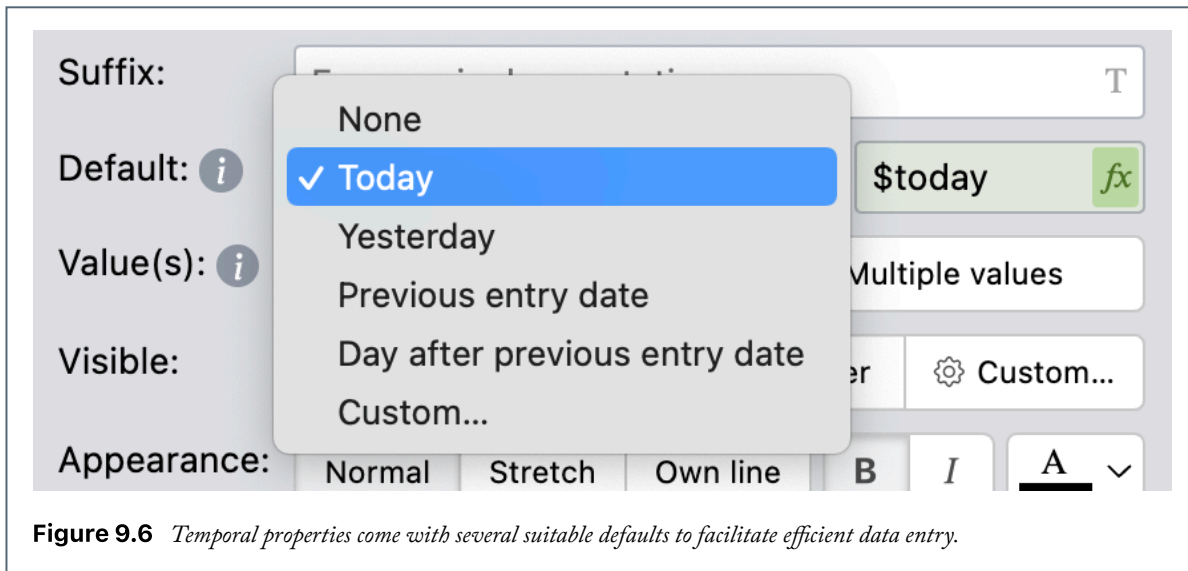 Suffix:
T
None
Default: i
✓ Today
$today fx
Yesterday
Value(s): i
Multiple values
Previous entry date
Visible:
Day after previous entry date
er
Custom...
Custom...
Appearance:
Normal Stretch Own line B I A
Figure 9.6 Temporal properties come with several suitable defaults to facilitate efficient data entry.